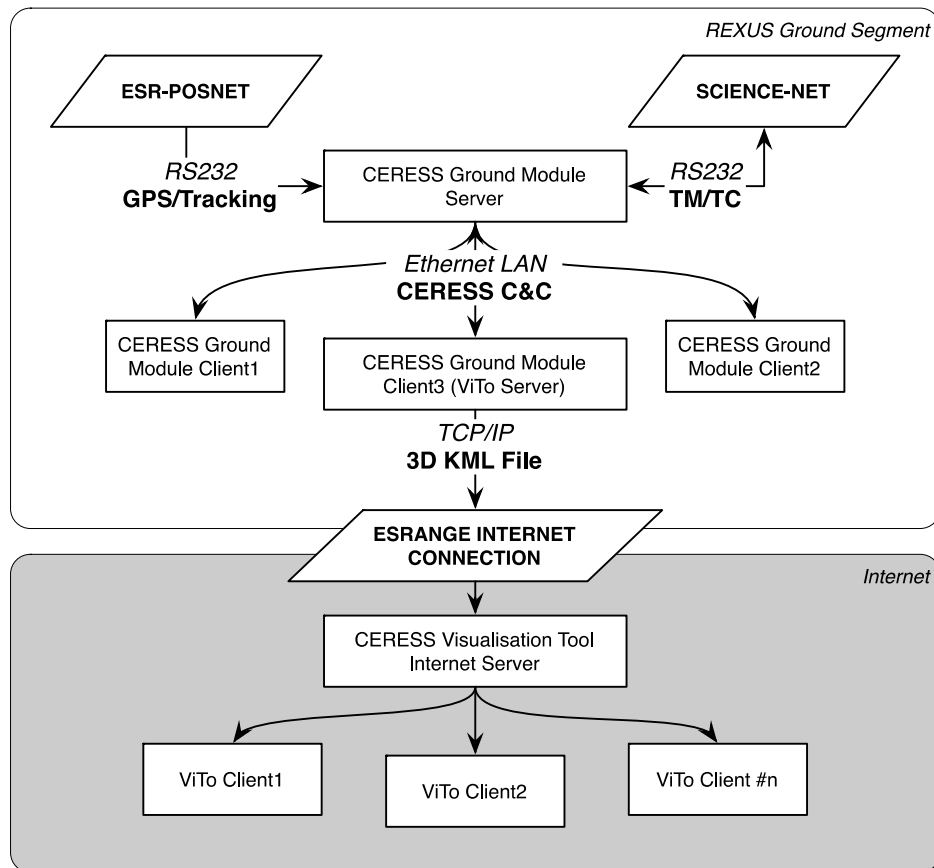 REXUS Ground Segment
ESR-POSNET
SCIENCE-NET
RS232
GPS/Tracking
CERESS Ground Module
Server
RS232
TM/TC
Ethernet LAN
CERESS C&C
CERESS Ground
Module Client1
CERESS Ground Module
Client3 (ViTo Server)
CERESS Ground
Module Client2
TCP/IP
3D KML File
ESRANGE INTERNET
CONNECTION
Internet
CERESS Visualisation Tool
Internet Server
ViTo Client1
ViTo Client2
ViTo Client #n